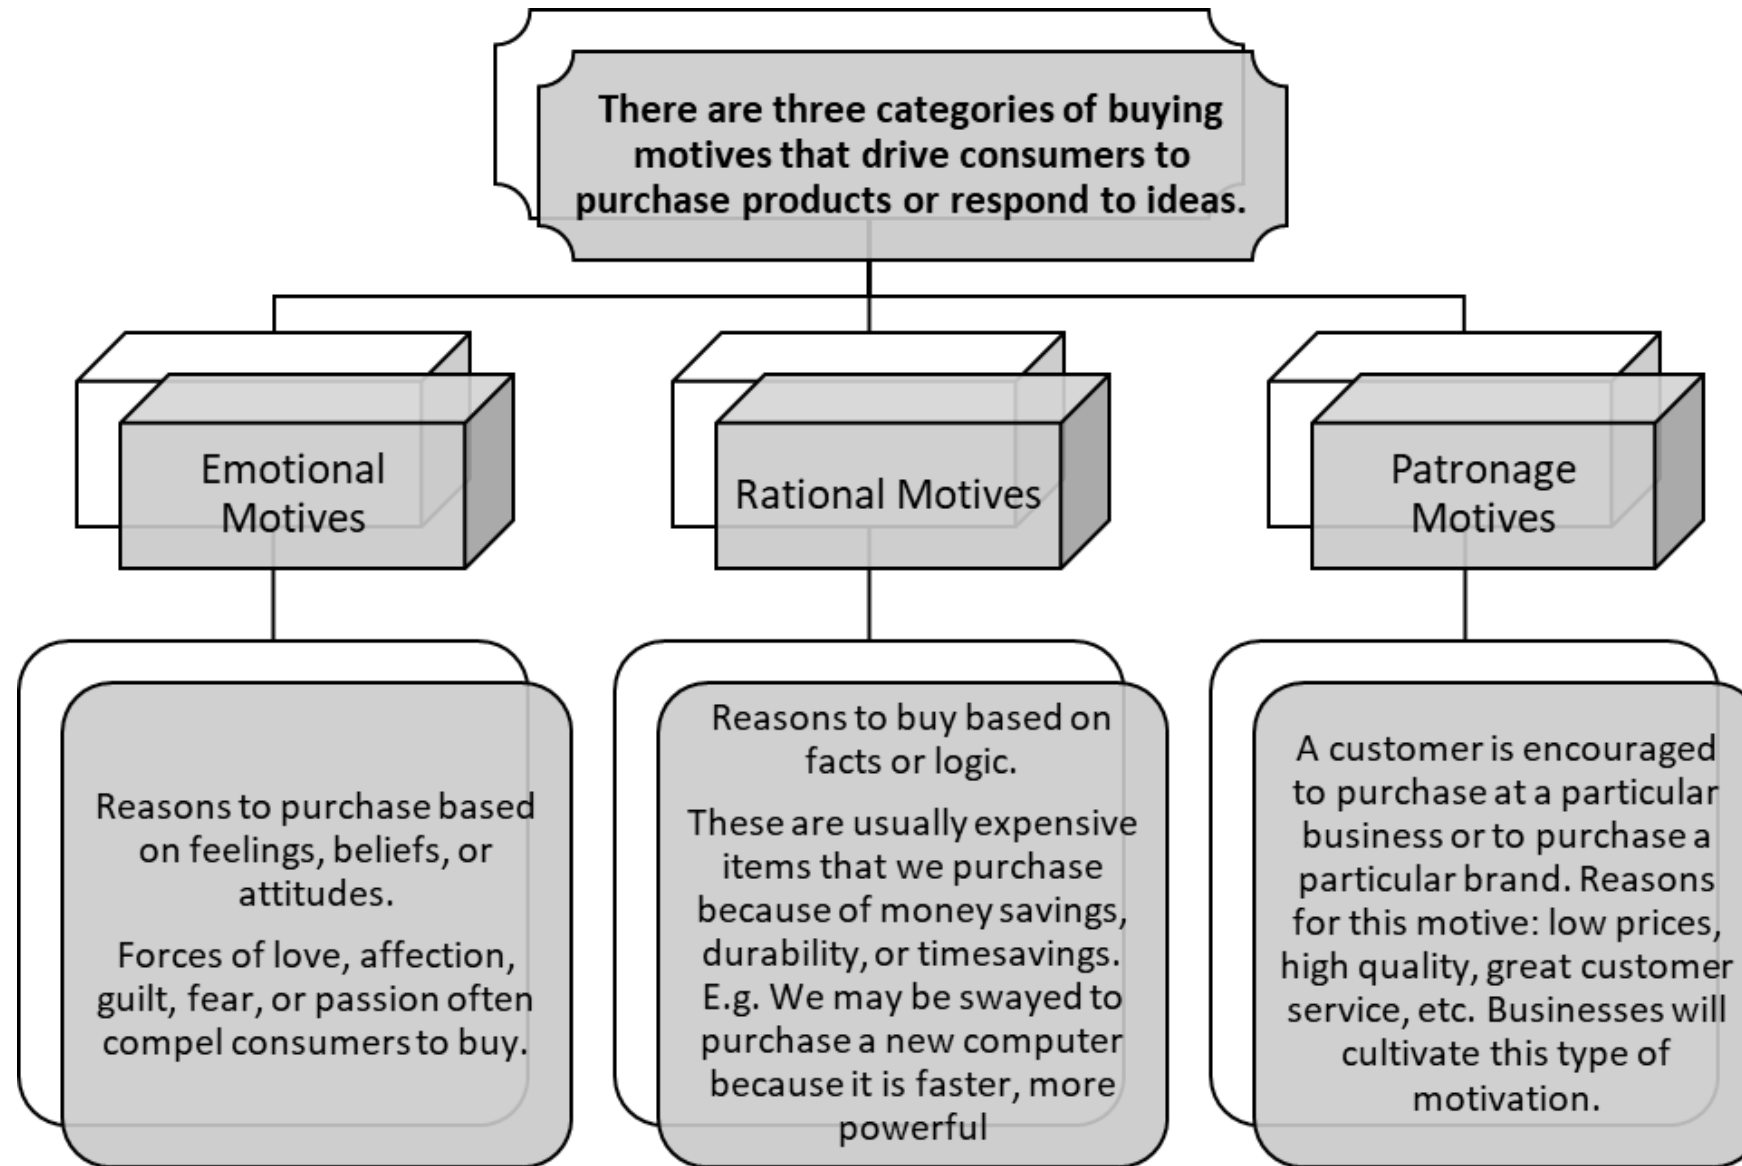 There are three categories of buying
motives that drive consumers to
purchase products or respond to ideas.
Emotional
Motives
Rational Motives
Patronage
Motives
Reasons to purchase based
on feelings, beliefs, or
attitudes.
Forces of love, affection,
guilt, fear, or passion often
compel consumers to buy.
Reasons to buy based on
facts or logic.
These are usually expensive
items that we purchase
because of money savings,
durability, or timesavings.
E.g. We may be swayed to
purchase a new computer
because it is faster, more
powerful
A customer is encouraged
to purchase at a particular
business or to purchase a
particular brand. Reasons
for this motive: low prices,
high quality, great customer
service, etc. Businesses will
cultivate this type of
motivation.